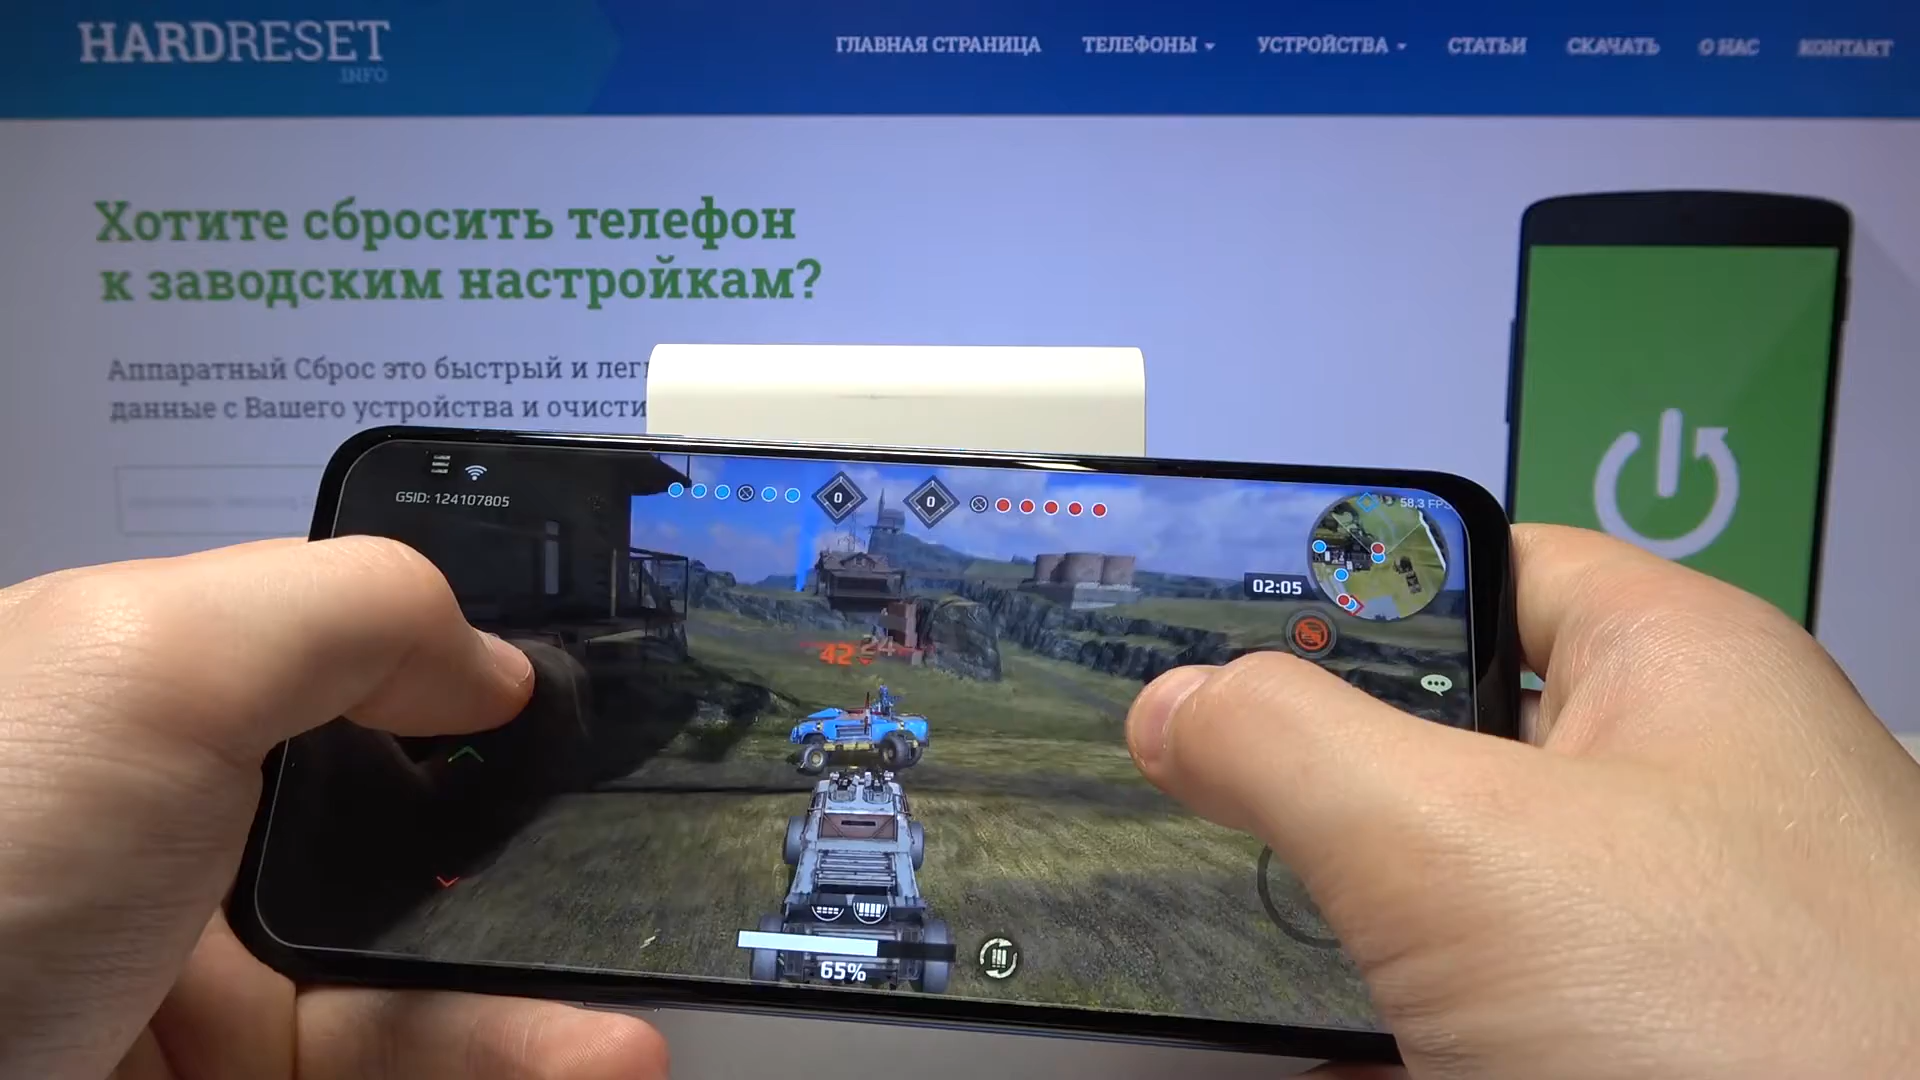 HARDRESET
.INFO
ГЛАВНАЯ СТРАНИЦА ТЕЛЕФОНЫ УСТРОЙСТВА СТАТЬИ СКАЧАТЬ О НАС КОНТАКТ
Хотите сбросить телефон
к заводским настройкам?
Аппаратный Сброс это быстрый и лег
данные с Вашего устройства и очисти
GSID: 124107805
0
0
58,3 FPS
02:05
42
24
65%